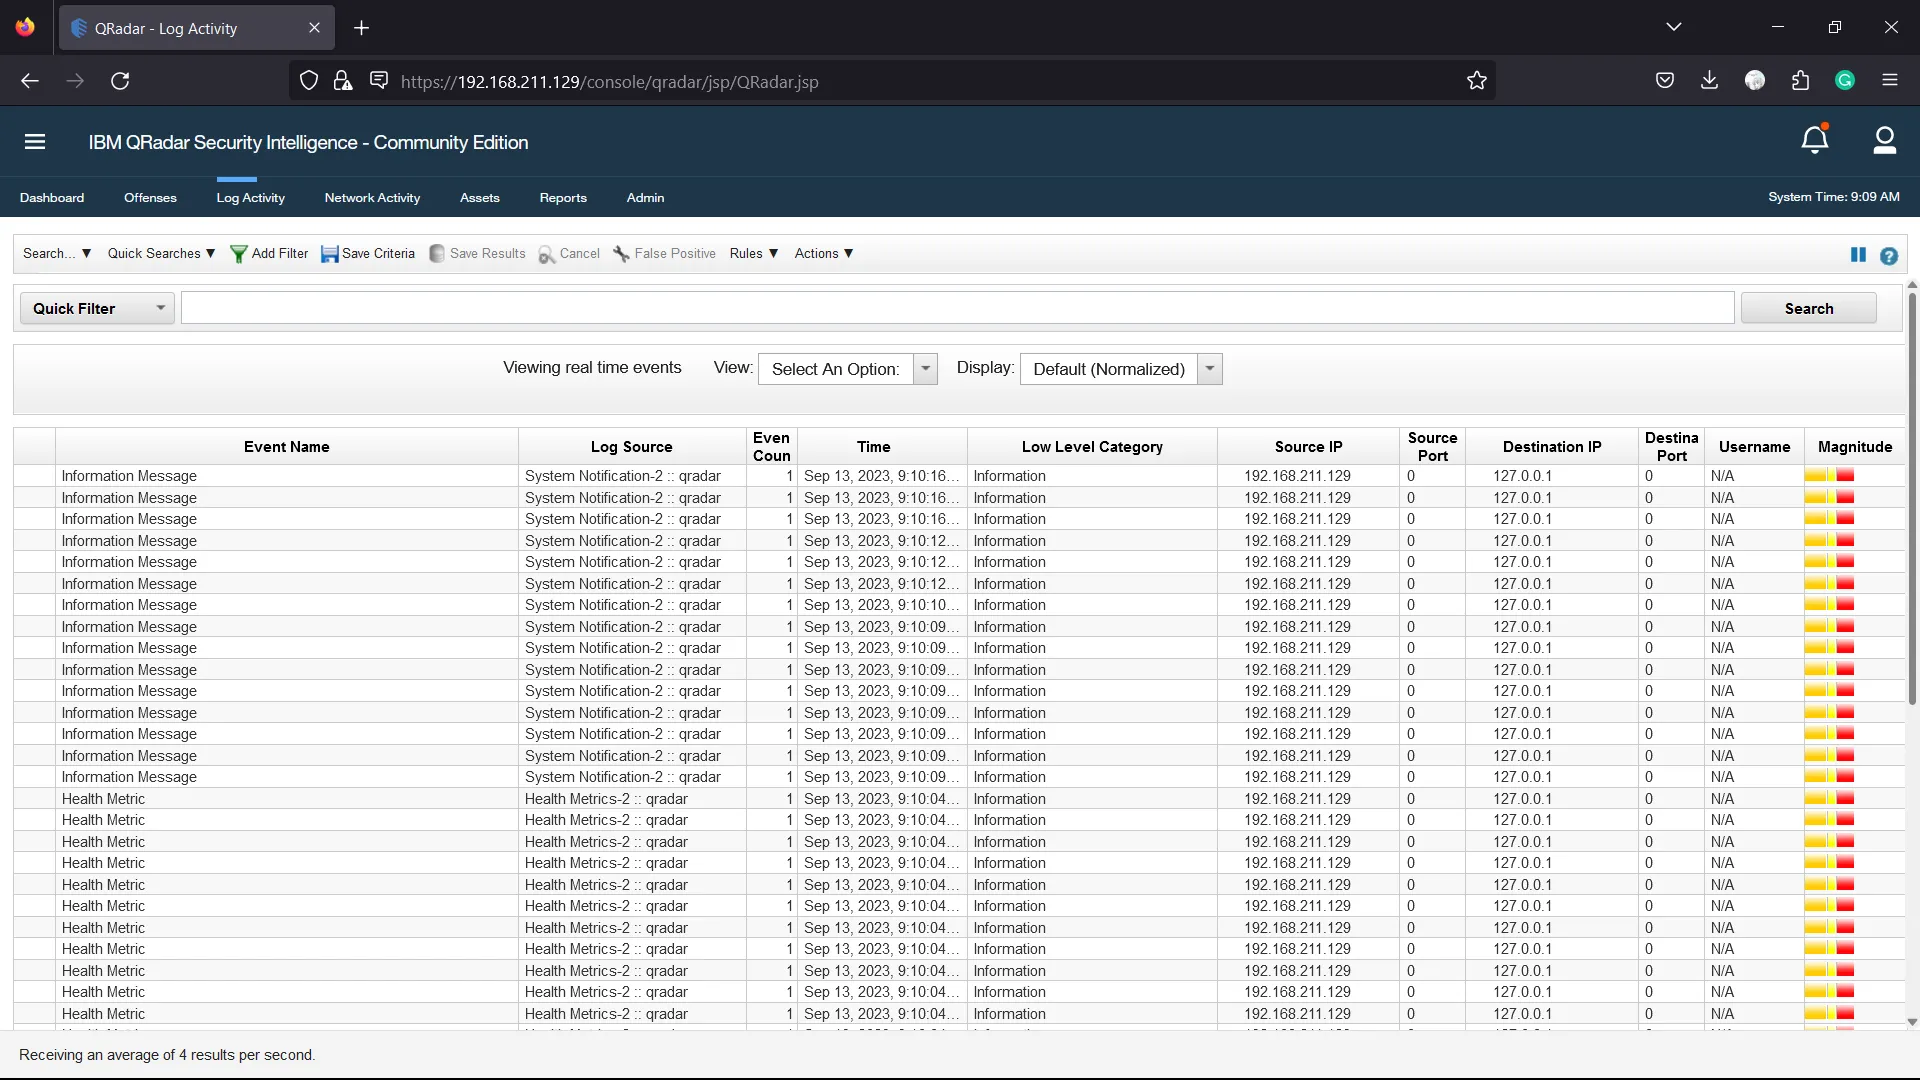 QRadar - Log Activity
https://192.168.211.129/console/qradar/jsp/QRadar.jsp
IBM QRadar Security Intelligence - Community Edition
Dashboard Offenses Log Activity Network Activity Assets Reports Admin System Time: 9:09 AM
Search... ▼ Quick Searches ▼ Add Filter Save Criteria Save Results Cancel False Positive Rules ▼ Actions ▼
Quick Filter Search
Viewing real time events View: Select An Option: Display: Default (Normalized)
Event Name Log Source Even Coun Time Low Level Category Source IP Source Port Destination IP Destina Port Username Magnitude
Information Message System Notification-2 :: qradar 1 Sep 13, 2023, 9:10:16... Information 192.168.211.129 0 127.0.0.1 0 N/A
Information Message System Notification-2 :: qradar 1 Sep 13, 2023, 9:10:16... Information 192.168.211.129 0 127.0.0.1 0 N/A
Information Message System Notification-2 :: qradar 1 Sep 13, 2023, 9:10:16... Information 192.168.211.129 0 127.0.0.1 0 N/A
Information Message System Notification-2 :: qradar 1 Sep 13, 2023, 9:10:12... Information 192.168.211.129 0 127.0.0.1 0 N/A
Information Message System Notification-2 :: qradar 1 Sep 13, 2023, 9:10:12... Information 192.168.211.129 0 127.0.0.1 0 N/A
Information Message System Notification-2 :: qradar 1 Sep 13, 2023, 9:10:12... Information 192.168.211.129 0 127.0.0.1 0 N/A
Information Message System Notification-2 :: qradar 1 Sep 13, 2023, 9:10:10... Information 192.168.211.129 0 127.0.0.1 0 N/A
Information Message System Notification-2 :: qradar 1 Sep 13, 2023, 9:10:09... Information 192.168.211.129 0 127.0.0.1 0 N/A
Information Message System Notification-2 :: qradar 1 Sep 13, 2023, 9:10:09... Information 192.168.211.129 0 127.0.0.1 0 N/A
Information Message System Notification-2 :: qradar 1 Sep 13, 2023, 9:10:09... Information 192.168.211.129 0 127.0.0.1 0 N/A
Information Message System Notification-2 :: qradar 1 Sep 13, 2023, 9:10:09... Information 192.168.211.129 0 127.0.0.1 0 N/A
Information Message System Notification-2 :: qradar 1 Sep 13, 2023, 9:10:09... Information 192.168.211.129 0 127.0.0.1 0 N/A
Information Message System Notification-2 :: qradar 1 Sep 13, 2023, 9:10:09... Information 192.168.211.129 0 127.0.0.1 0 N/A
Information Message System Notification-2 :: qradar 1 Sep 13, 2023, 9:10:09... Information 192.168.211.129 0 127.0.0.1 0 N/A
Information Message System Notification-2 :: qradar 1 Sep 13, 2023, 9:10:09... Information 192.168.211.129 0 127.0.0.1 0 N/A
Health Metric Health Metrics-2 :: qradar 1 Sep 13, 2023, 9:10:04... Information 192.168.211.129 0 127.0.0.1 0 N/A
Health Metric Health Metrics-2 :: qradar 1 Sep 13, 2023, 9:10:04... Information 192.168.211.129 0 127.0.0.1 0 N/A
Health Metric Health Metrics-2 :: qradar 1 Sep 13, 2023, 9:10:04... Information 192.168.211.129 0 127.0.0.1 0 N/A
Health Metric Health Metrics-2 :: qradar 1 Sep 13, 2023, 9:10:04... Information 192.168.211.129 0 127.0.0.1 0 N/A
Health Metric Health Metrics-2 :: qradar 1 Sep 13, 2023, 9:10:04... Information 192.168.211.129 0 127.0.0.1 0 N/A
Health Metric Health Metrics-2 :: qradar 1 Sep 13, 2023, 9:10:04... Information 192.168.211.129 0 127.0.0.1 0 N/A
Health Metric Health Metrics-2 :: qradar 1 Sep 13, 2023, 9:10:04... Information 192.168.211.129 0 127.0.0.1 0 N/A
Health Metric Health Metrics-2 :: qradar 1 Sep 13, 2023, 9:10:04... Information 192.168.211.129 0 127.0.0.1 0 N/A
Health Metric Health Metrics-2 :: qradar 1 Sep 13, 2023, 9:10:04... Information 192.168.211.129 0 127.0.0.1 0 N/A
Health Metric Health Metrics-2 :: qradar 1 Sep 13, 2023, 9:10:04... Information 192.168.211.129 0 127.0.0.1 0 N/A
Health Metric Health Metrics-2 :: qradar 1 Sep 13, 2023, 9:10:04... Information 192.168.211.129 0 127.0.0.1 0 N/A
Receiving an average of 4 results per second.